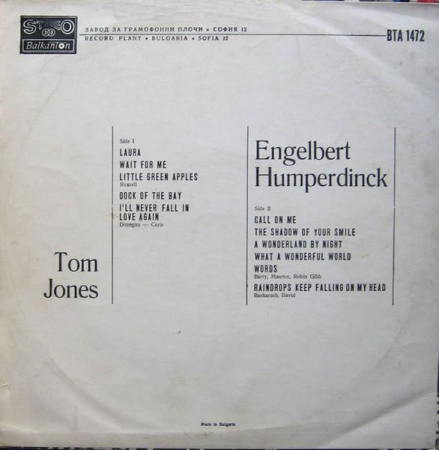 STEREO
33
Balkanton
ЗАВОД ЗА ГРАМОФОННИ ПЛОЧИ • СОФИЯ 12
RECORD PLANT • BULGARIA • SOFIA 12
BTA 1472
Side I
LAURA
WAIT FOR ME
LITTLE GREEN APPLES
Russell
DOCK OF THE BAY
I'LL NEVER FALL IN
LOVE AGAIN
Donegan — Curie
Tom
Jones
Engelbert
Humperdinck
Side II
CALL ON ME
THE SHADOW OF YOUR SMILE
A WONDERLAND BY NIGHT
WHAT A WONDERFUL WORLD
WORDS
Barry, Maurice, Robin Gibb
RAINDROPS KEEP FALLING ON MY HEAD
Bacharach, David
Made in Bulgaria